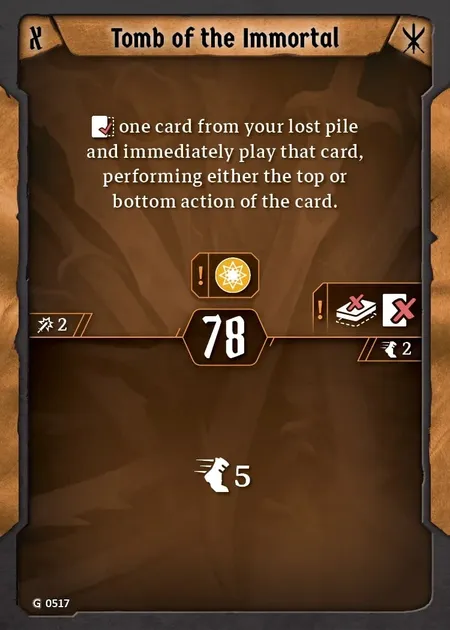 א
Tomb of the Immortal
one card from your lost pile
and immediately play that card,
performing either the top or
bottom action of the card.
!
!
2
78
2
5
G 0517